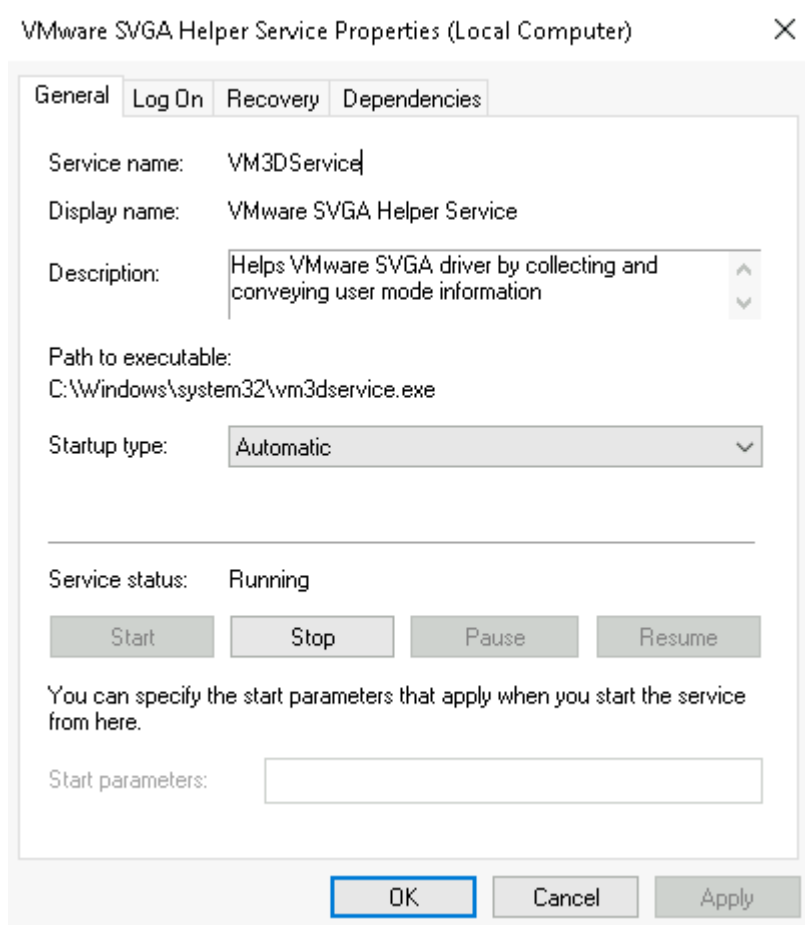 VMware SVGA Helper Service Properties (Local Computer)
General Log On Recovery Dependencies
Service name: VM3DService
Display name: VMware SVGA Helper Service
Description: Helps VMware SVGA driver by collecting and
conveying user mode information
Path to executable:
C:\Windows\system32\vm3dservice.exe
Startup type: Automatic
Service status: Running
Start Stop Pause Resume
You can specify the start parameters that apply when you start the service
from here.
Start parameters:
OK Cancel Apply